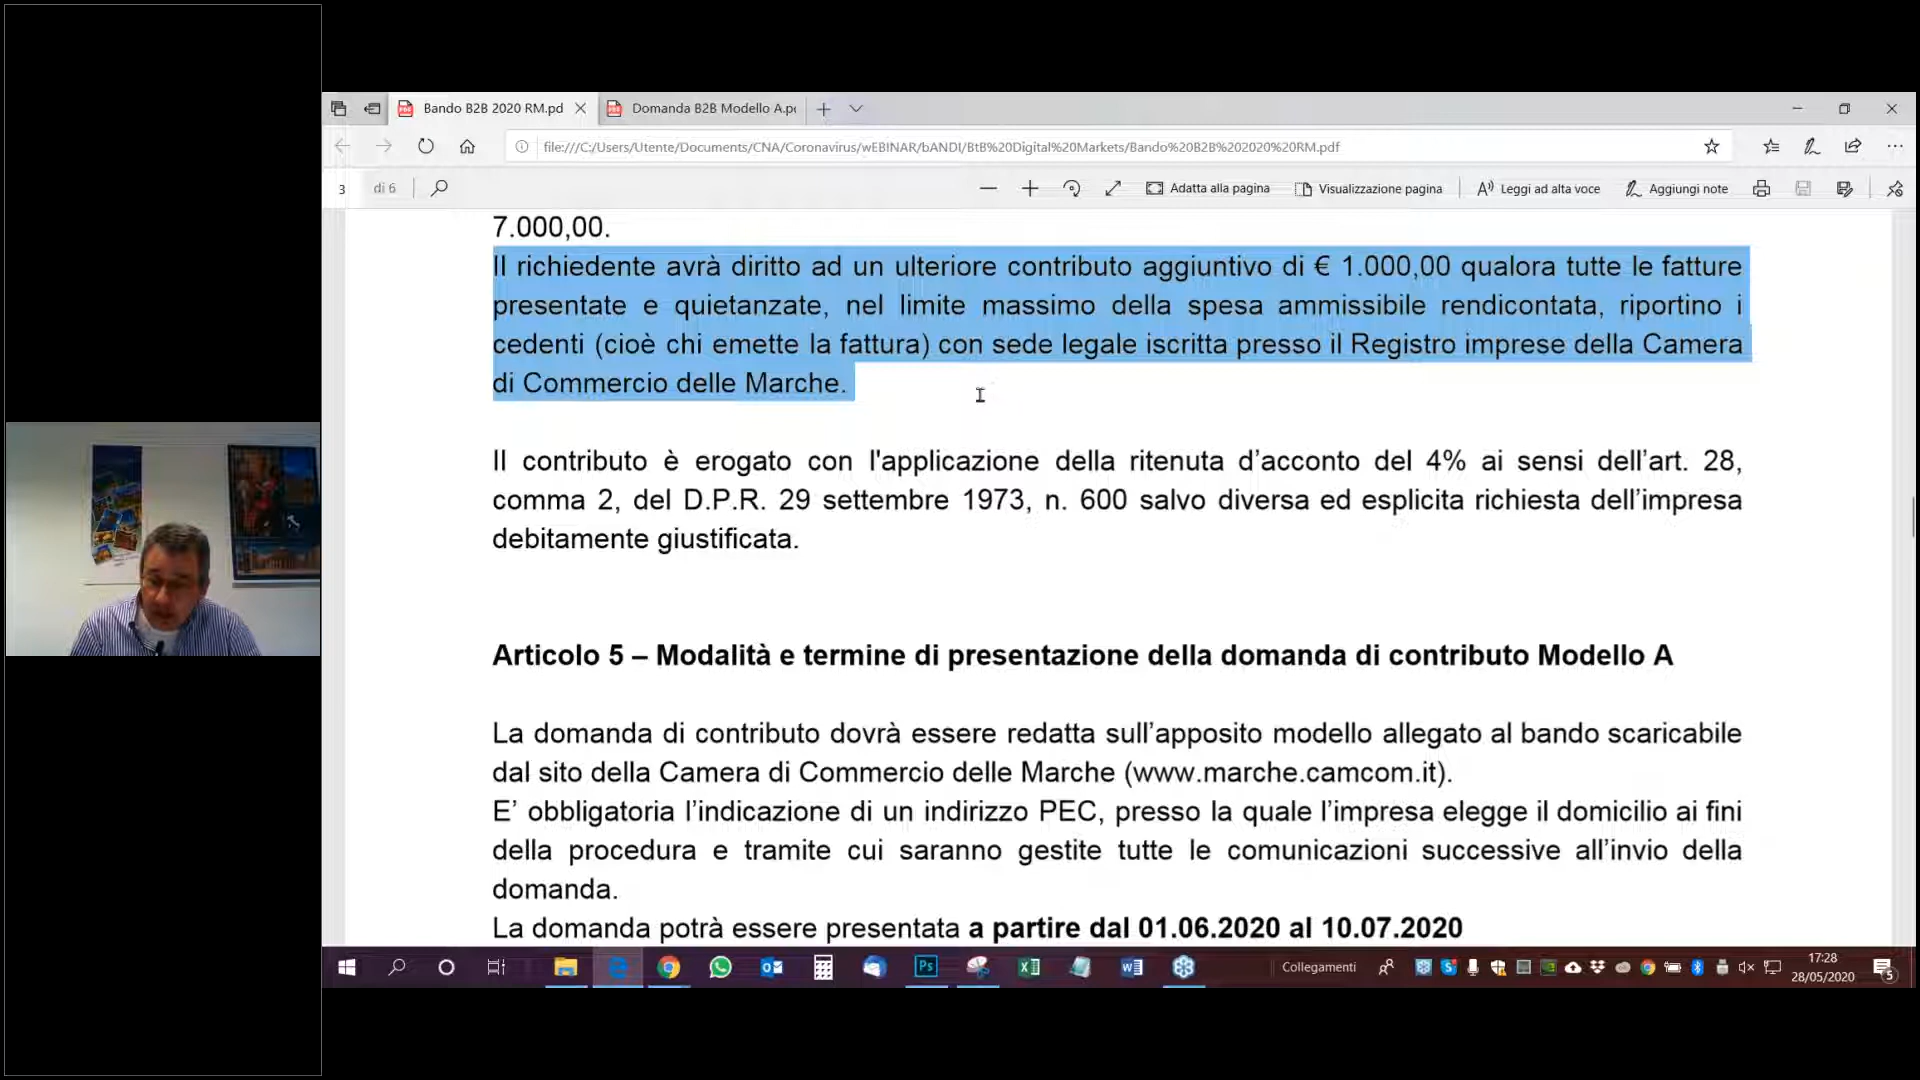 Bando B2B 2020 RM.pd
Domanda B2B Modello A.p
file:///C:/Users/Utente/Documents/CNA/Coronavirus/wEBINAR/bANDI/BtB%20Digital%20Markets/Bando%20B2B%202020%20RM.pdf
3 di 6 Adatta alla pagina Visualizzazione pagina Leggi ad alta voce Aggiungi note
7.000,00.
Il richiedente avrà diritto ad un ulteriore contributo aggiuntivo di € 1.000,00 qualora tutte le fatture
presentate e quietanzate, nel limite massimo della spesa ammissibile rendicontata, riportino i
cedenti (cioè chi emette la fattura) con sede legale iscritta presso il Registro imprese della Camera
di Commercio delle Marche.
Il contributo è erogato con l'applicazione della ritenuta d’acconto del 4% ai sensi dell’art. 28,
comma 2, del D.P.R. 29 settembre 1973, n. 600 salvo diversa ed esplicita richiesta dell’impresa
debitamente giustificata.
Articolo 5 – Modalità e termine di presentazione della domanda di contributo Modello A
La domanda di contributo dovrà essere redatta sull’apposito modello allegato al bando scaricabile
dal sito della Camera di Commercio delle Marche (www.marche.camcom.it).
E’ obbligatoria l’indicazione di un indirizzo PEC, presso la quale l’impresa elegge il domicilio ai fini
della procedura e tramite cui saranno gestite tutte le comunicazioni successive all’invio della
domanda.
La domanda potrà essere presentata a partire dal 01.06.2020 al 10.07.2020
Ps
Collegamenti
17:28
28/05/2020
5